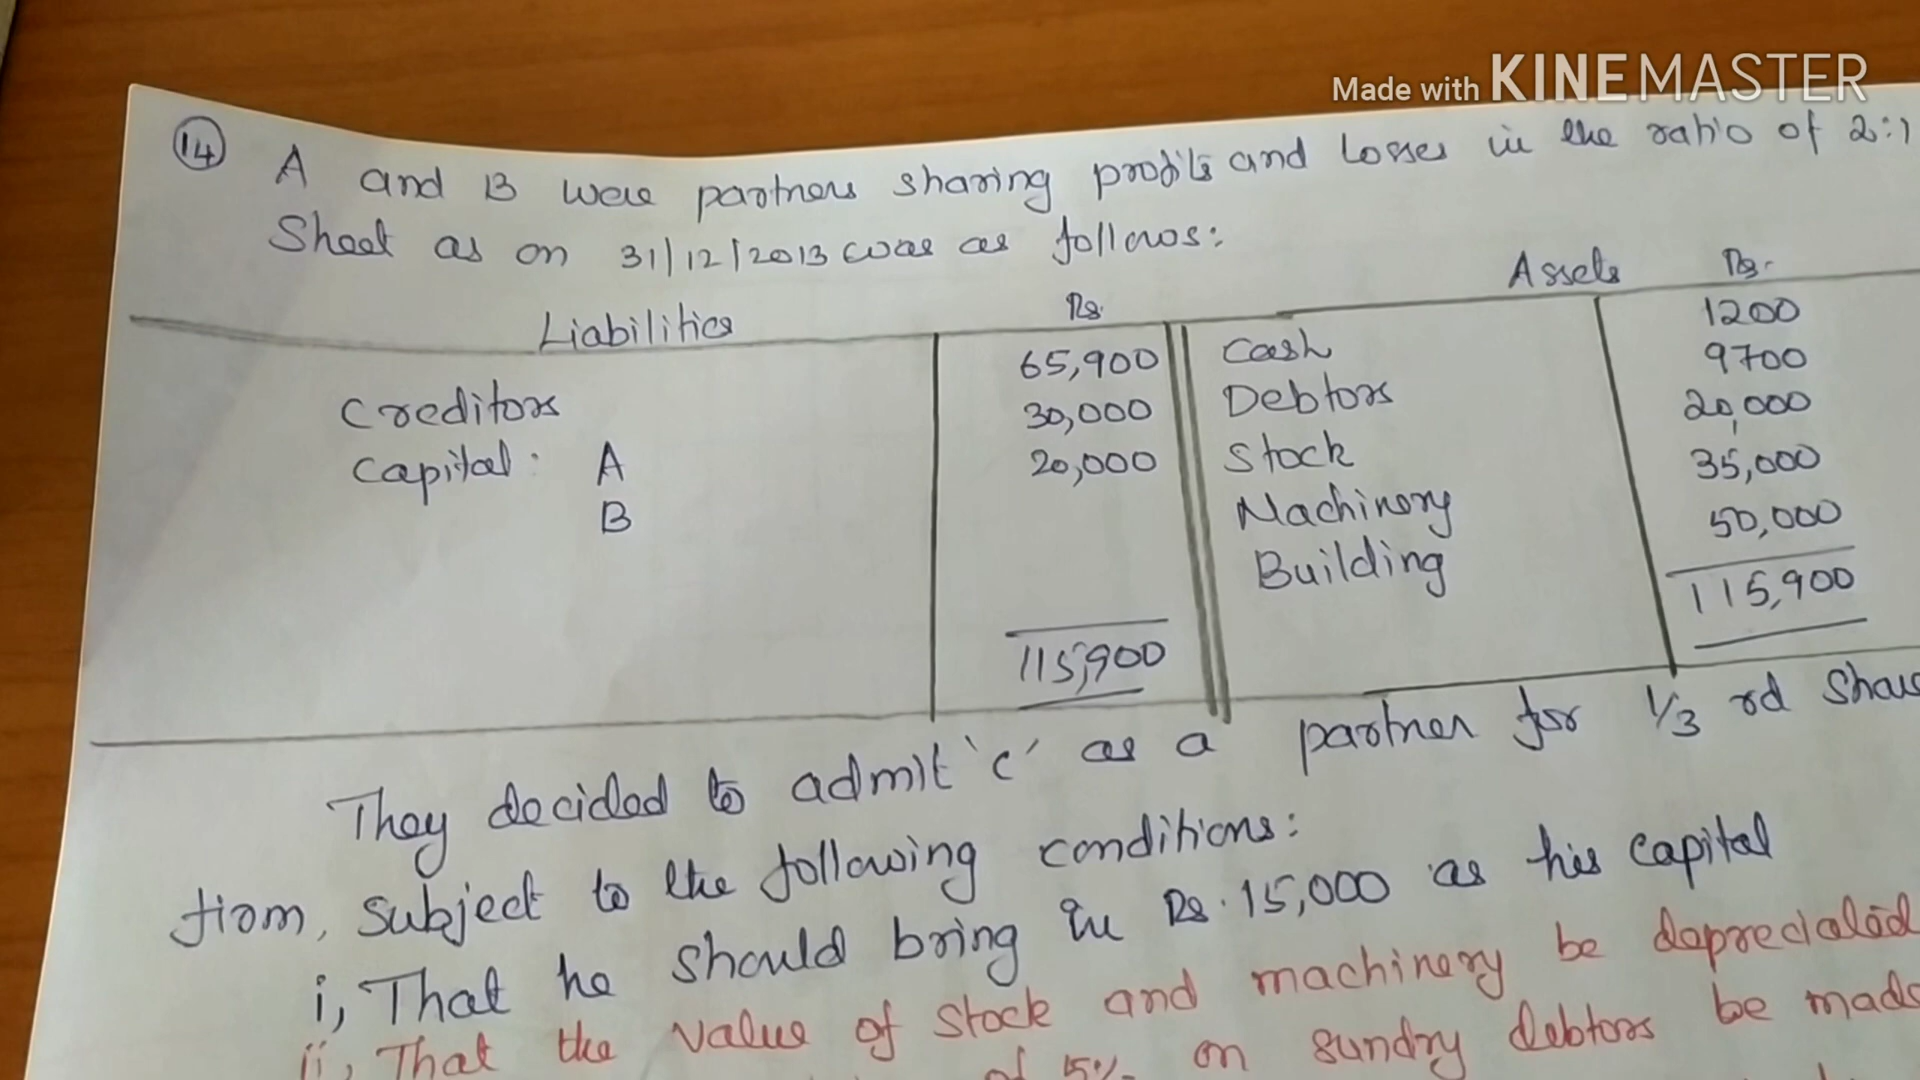 Made with KINEMASTER
14 A and B were partners sharing profits and losses in the ratio of 2:1
Sheet as on 31/12/2013 was as follows:
Liabilities Rs. Assets Rs.
Creditors 65,900 Cash 1200
Capital: A 30,000 Debtors 9700
B 20,000 Stock 20,000
Machinery 35,000
Building 50,000
115,900 115,900
They decided to admit 'c' as a partner for 1/3 rd
firm, subject to the following conditions:
i, That he should bring in Rs. 15,000 as his capital
ii, That the value of stock and machinery be depreciated
of 5% on sundry debtors be made